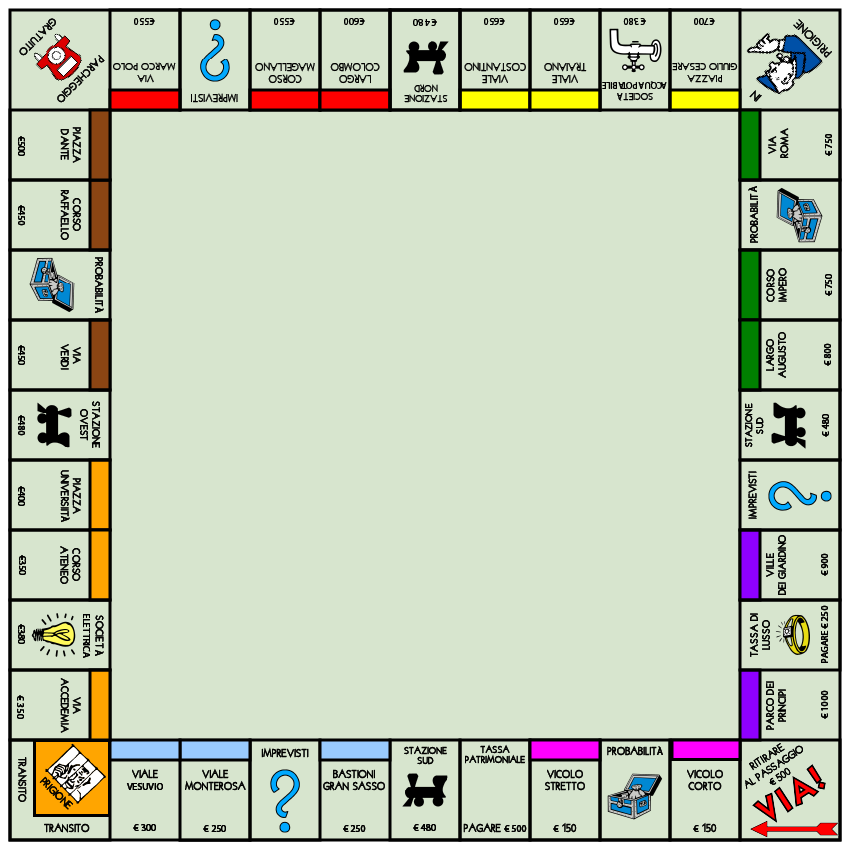 PARCHEGGIO
GRATUITO
VIA
MARCO POLO
€550
IMPREVISTI
CORSO
MAGELLANO
€550
LARGO
COLOMBO
€600
STAZIONE
NORD
€480
VIALE
COSTANTINO
€650
VIALE
TRAIANO
€650
SOCIETÀ
ACQUA POTABILE
€380
PIAZZA
GIULIO CESARE
€700
IN
PRIGIONE
PIAZZA
DANTE
€500
VIA
ROMA
€750
CORSO
RAFFAELLO
€450
PROBABILITÀ
PROBABILITÀ
CORSO
IMPERO
€750
VIA
VERDI
€450
LARGO
AUGUSTO
€800
STAZIONE
OVEST
€480
STAZIONE
SUD
€480
PIAZZA
UNIVERSITÀ
€400
IMPREVISTI
CORSO
ATENEO
€350
VILLE
DEI GIARDINO
€900
SOCIETÀ
ELETTRICA
€380
TASSA DI
LUSSO
PAGARE €250
VIA
ACCEDEMIA
€350
PARCO DEI
PRINCIPI
€1000
TRANSITO
PRIGIONE
TRANSITO
VIALE
VESUVIO
€300
VIALE
MONTEROSA
€250
IMPREVISTI
BASTIONI
GRAN SASSO
€250
STAZIONE
SUD
€480
TASSA
PATRIMONIALE
PAGARE €500
VICOLO
STRETTO
€150
PROBABILITÀ
VICOLO
CORTO
€150
RITIRARE
AL PASSAGGIO
€500
VIA!